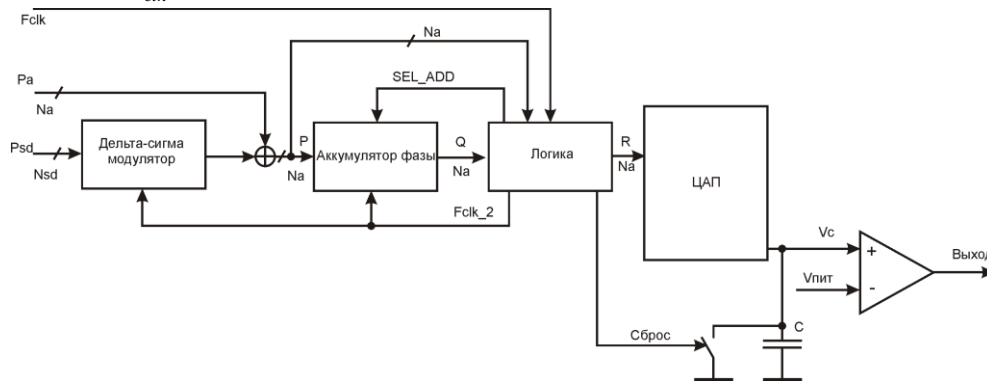 Fclk
Na
Pa
Na
SEL_ADD
Psd
Nsd
Дельта-сигма
модулятор
P
Na
Аккумулятор фазы
Q
Na
Логика
R
Na
ЦАП
Fclk_2
Vc
+
Выход
Vпит
-
Сброс
C